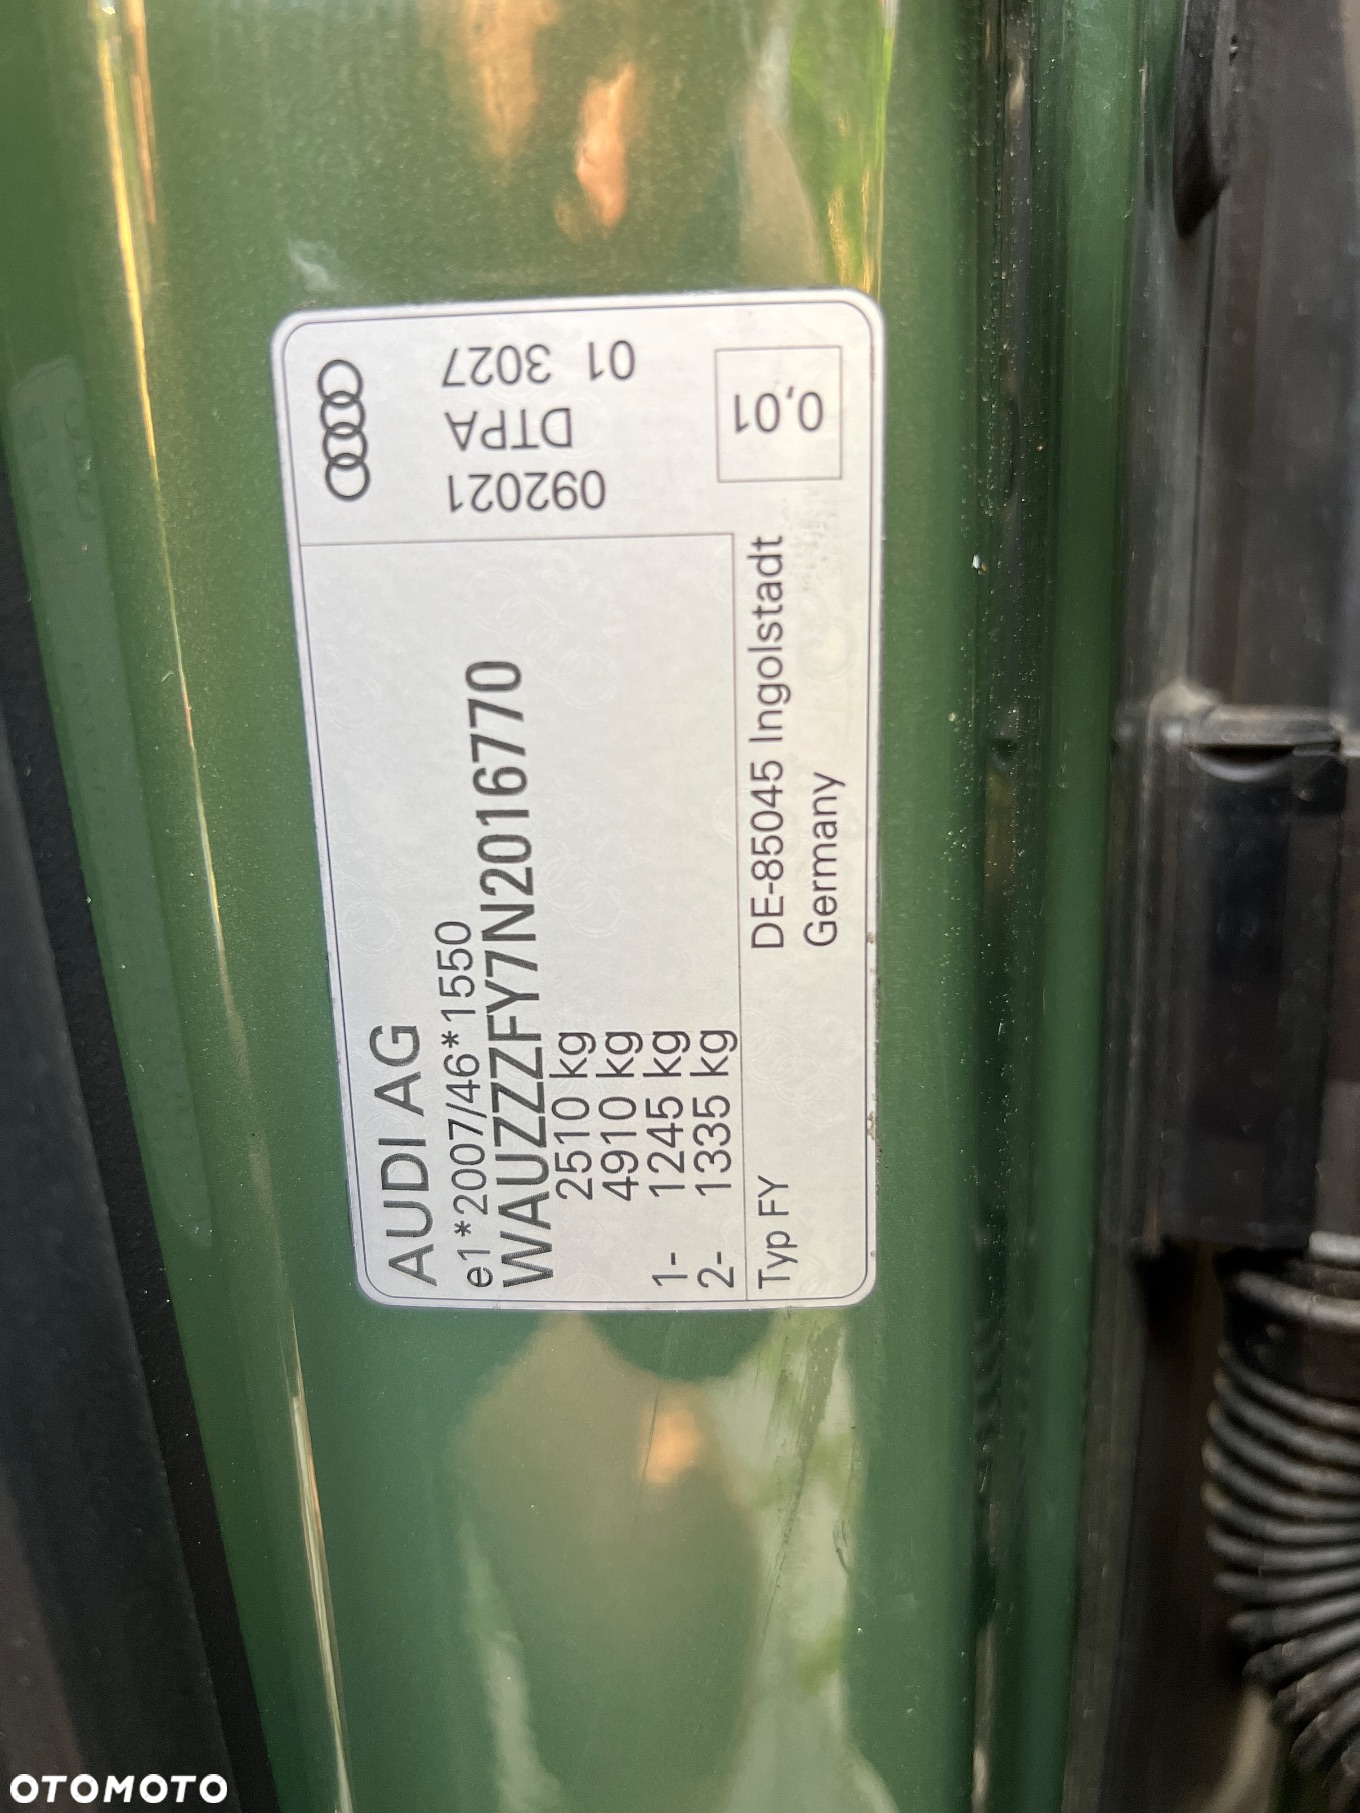 AUDI AG
e1*2007/46*1550
WAUZZZFY7N2016770
2510 kg
4910 kg
1- 1245 kg
2- 1335 kg
Typ FY
DE-85045 Ingolstadt
Germany
092021
DTPA
3027
01
0,01
OTOMOTO